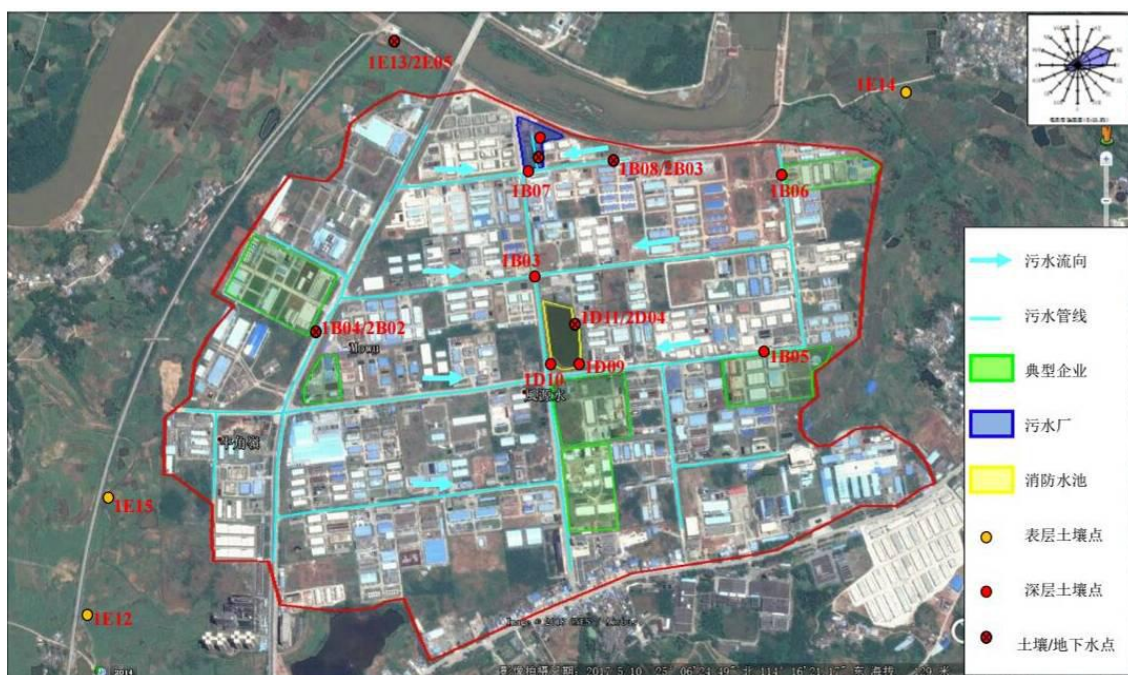 1E13/2E05
1E14
1B07
1B08/2B03
1B06
1B03
1B04/2B02
1D11/2D04
1B05
1D10
1D09
1E15
1E12
污水流向
污水管线
典型企业
污水厂
消防水池
表层土壤点
深层土壤点
土壤/地下水点